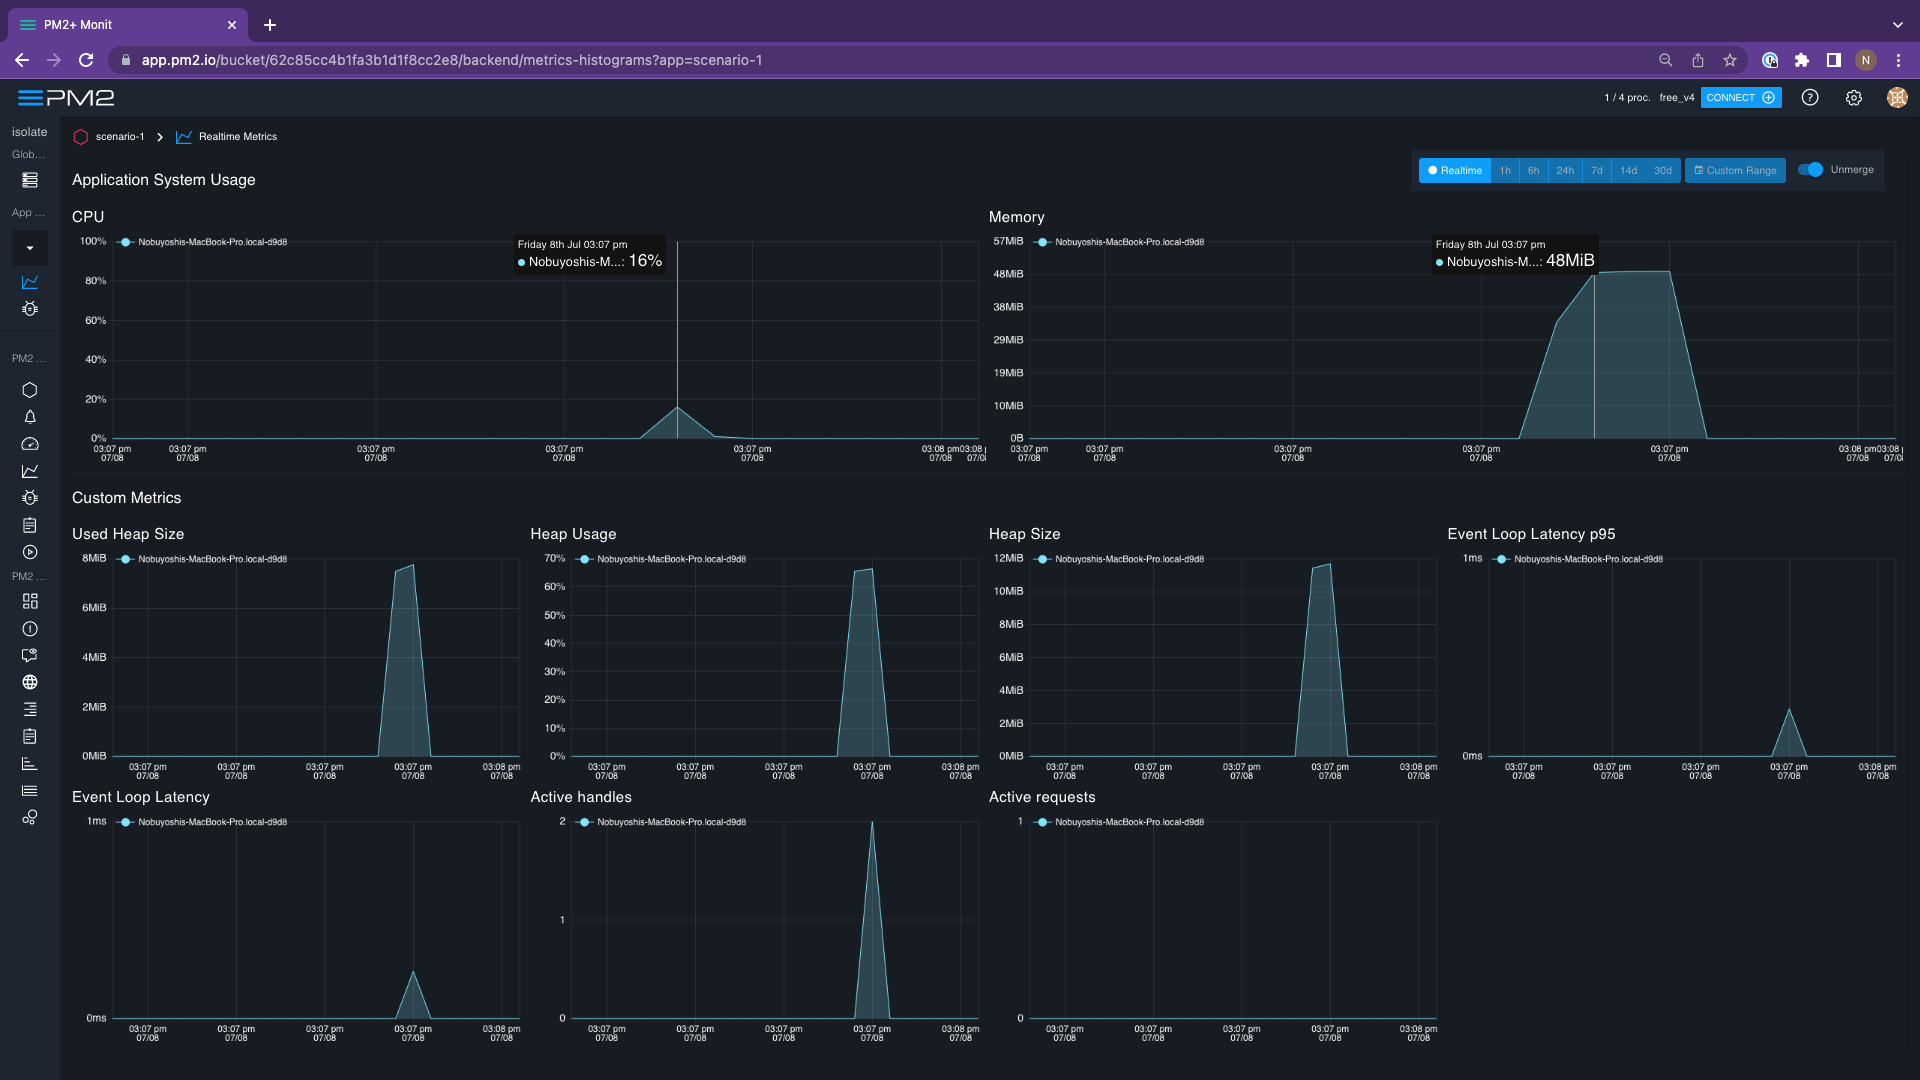 PM2+ Monit
app.pm2.io/bucket/62c85cc4b1fa3b1d1f8cc2e8/backend/metrics-histograms?app=scenario-1
N
PM2
1 / 4 proc. free_v4 CONNECT
isolate
scenario-1 Realtime Metrics
Glob...
Application System Usage
Realtime 1h 6h 24h 7d 14d 30d Custom Range Unmerge
App ...
PM2 ...
PM2 ...
CPU
Nobuyoshis-MacBook-Pro.local-d9d8
Friday 8th Jul 03:07 pm
Nobuyoshis-M...: 16%
100%
80%
60%
40%
20%
0%
03:07 pm 03:07 pm 03:07 pm 03:07 pm 03:07 pm 03:08 pm 03:08
07/08 07/08 07/08 07/08 07/08 07/08 07/0
Memory
Nobuyoshis-MacBook-Pro.local-d9d8
Friday 8th Jul 03:07 pm
Nobuyoshis-M...: 48MiB
57MiB
48MiB
38MiB
29MiB
19MiB
10MiB
0B
03:07 pm 03:07 pm 03:07 pm 03:07 pm 03:07 pm 03:08 pm 03:08
07/08 07/08 07/08 07/08 07/08 07/08 07/0
Custom Metrics
Used Heap Size
Nobuyoshis-MacBook-Pro.local-d9d8
8MiB
6MiB
4MiB
2MiB
0MiB
03:07 pm 03:07 pm 03:07 pm 03:07 pm 03:08 pm
07/08 07/08 07/08 07/08 07/08
Heap Usage
Nobuyoshis-MacBook-Pro.local-d9d8
70%
60%
50%
40%
30%
20%
10%
0%
03:07 pm 03:07 pm 03:07 pm 03:07 pm 03:08 pm
07/08 07/08 07/08 07/08 07/08
Heap Size
Nobuyoshis-MacBook-Pro.local-d9d8
12MiB
10MiB
8MiB
6MiB
4MiB
2MiB
0MiB
03:07 pm 03:07 pm 03:07 pm 03:07 pm 03:08 pm
07/08 07/08 07/08 07/08 07/08
Event Loop Latency p95
Nobuyoshis-MacBook-Pro.local-d9d8
1ms
0ms
03:07 pm 03:07 pm 03:07 pm 03:07 pm 03:08 pm
07/08 07/08 07/08 07/08 07/08
Event Loop Latency
Nobuyoshis-MacBook-Pro.local-d9d8
1ms
0ms
03:07 pm 03:07 pm 03:07 pm 03:07 pm 03:08 pm
07/08 07/08 07/08 07/08 07/08
Active handles
Nobuyoshis-MacBook-Pro.local-d9d8
2
1
0
03:07 pm 03:07 pm 03:07 pm 03:07 pm 03:08 pm
07/08 07/08 07/08 07/08 07/08
Active requests
Nobuyoshis-MacBook-Pro.local-d9d8
1
0
03:07 pm 03:07 pm 03:07 pm 03:07 pm 03:08 pm
07/08 07/08 07/08 07/08 07/08